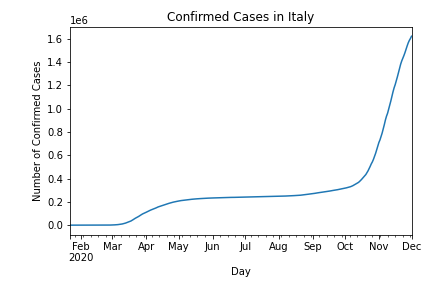 Confirmed Cases in Italy
1e6
1.6
1.4
1.2
1.0
0.8
0.6
0.4
0.2
0.0
Number of Confirmed Cases
Feb Mar Apr May Jun Jul Aug Sep Oct Nov Dec
2020
Day